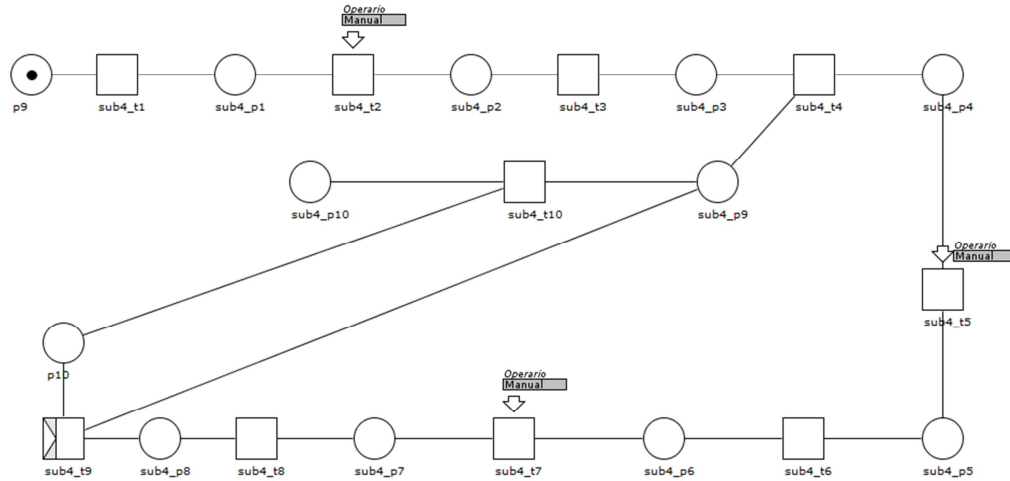 Operario
Manual
p9
sub4_t1
sub4_p1
sub4_t2
sub4_p2
sub4_t3
sub4_p3
sub4_t4
sub4_p4
sub4_p10
sub4_t10
sub4_p9
Operario
Manual
sub4_t5
p10
Operario
Manual
sub4_t9
sub4_p8
sub4_t8
sub4_p7
sub4_t7
sub4_p6
sub4_t6
sub4_p5